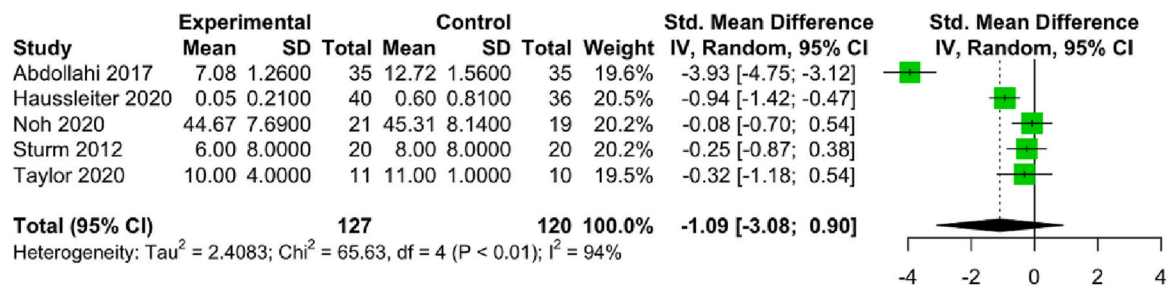 Experimental Control Std. Mean Difference Std. Mean Difference
Study Mean SD Total Mean SD Total Weight IV, Random, 95% CI IV, Random, 95% CI
Abdollahi 2017 7.08 1.2600 35 12.72 1.5600 35 19.6% -3.93 [-4.75; -3.12]
Haussleiter 2020 0.05 0.2100 40 0.60 0.8100 36 20.5% -0.94 [-1.42; -0.47]
Noh 2020 44.67 7.6900 21 45.31 8.1400 19 20.2% -0.08 [-0.70; 0.54]
Sturm 2012 6.00 8.0000 20 8.00 8.0000 20 20.2% -0.25 [-0.87; 0.38]
Taylor 2020 10.00 4.0000 11 11.00 1.0000 10 19.5% -0.32 [-1.18; 0.54]
Total (95% CI) 127 120 100.0% -1.09 [-3.08; 0.90]
Heterogeneity: Tau² = 2.4083; Chi² = 65.63, df = 4 (P < 0.01); I² = 94%
-4 -2 0 2 4